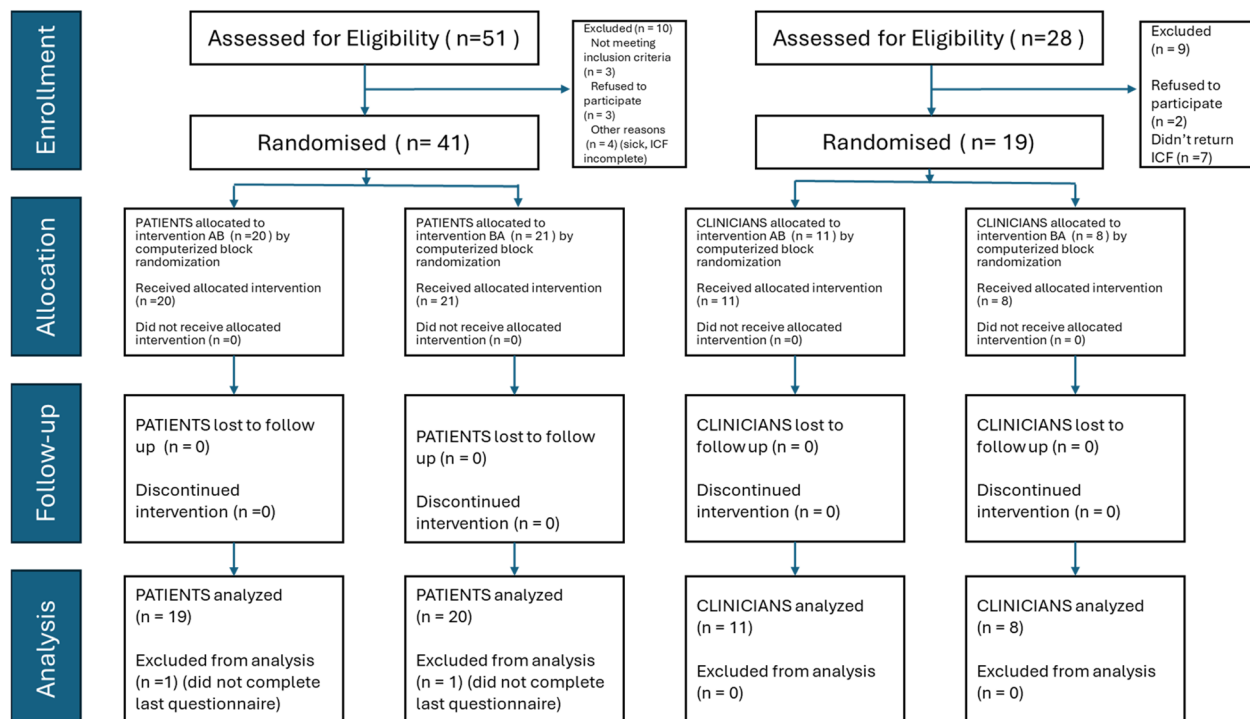 Enrollment
Assessed for Eligibility ( n=51 )
Excluded (n = 10)
Not meeting
inclusion criteria
(n = 3)
Refused to
participate
(n = 3)
Other reasons
(n = 4) (sick, ICF
incomplete)
Randomised ( n= 41)
Assessed for Eligibility (n=28 )
Excluded
(n = 9)
Refused to
participate
(n =2)
Didn't return
ICF (n =7)
Randomised ( n= 19)
Allocation
PATIENTS allocated to
intervention AB (n =20) by
computerized block
randomization
Received allocated intervention
(n =20)
Did not receive allocated
intervention (n =0)
PATIENTS allocated to
intervention BA (n = 21) by
computerized block
randomization
Received allocated intervention
(n = 21)
Did not receive allocated
intervention (n =0)
CLINICIANS allocated to
intervention AB (n = 11) by
computerized block
randomization
Received allocated intervention
(n = 11)
Did not receive allocated
intervention (n =0)
CLINICIANS allocated to
intervention BA (n = 8) by
computerized block
randomization
Received allocated intervention
(n = 8)
Did not receive allocated
intervention (n = 0)
Follow-up
PATIENTS lost to follow
up (n = 0)
Discontinued
intervention (n =0)
PATIENTS lost to follow
up (n = 0)
Discontinued
intervention (n = 0)
CLINICIANS lost to
follow up (n = 0)
Discontinued
intervention (n = 0)
CLINICIANS lost to
follow up (n = 0)
Discontinued
intervention (n = 0)
Analysis
PATIENTS analyzed
(n = 19)
Excluded from analysis
(n =1) (did not complete
last questionnaire)
PATIENTS analyzed
(n = 20)
Excluded from analysis
(n = 1) (did not complete
last questionnaire)
CLINICIANS analyzed
(n = 11)
Excluded from analysis
(n = 0)
CLINICIANS analyzed
(n = 8)
Excluded from analysis
(n = 0)